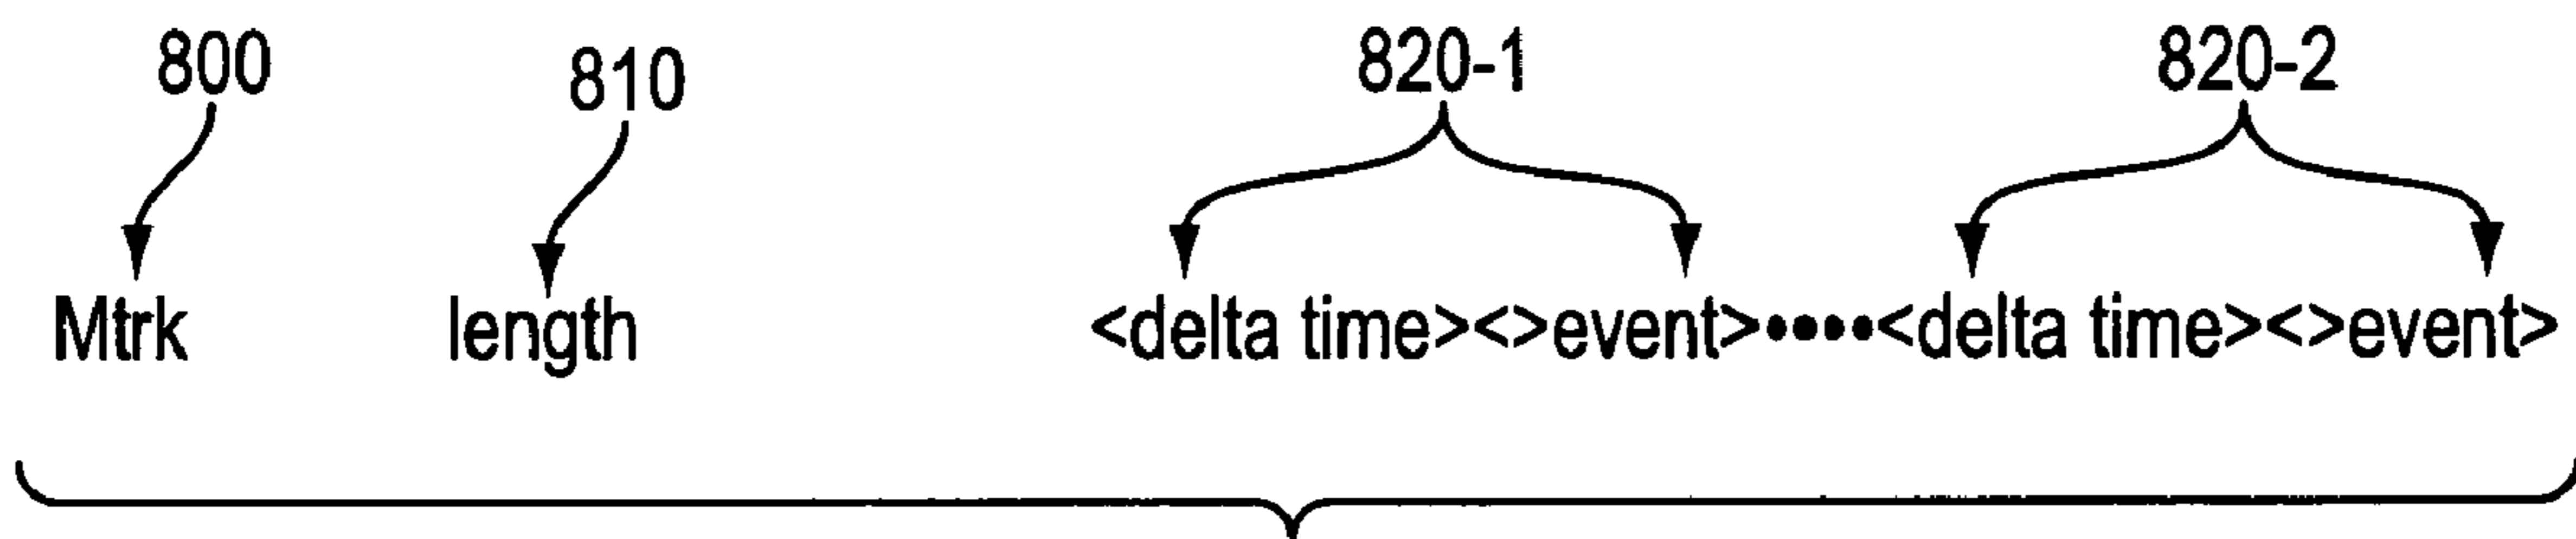 800 810 820-1 820-2
Mtrk length <delta time><>event>••••<delta time><>event>